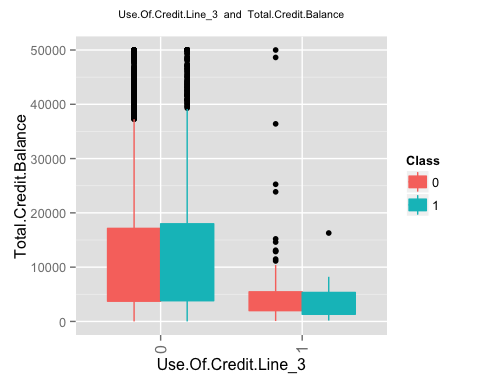 Use.Of.Credit.Line_3 and Total.Credit.Balance
50000
40000
30000
20000
10000
0
Total.Credit.Balance
0
1
Use.Of.Credit.Line_3
Class
0
1